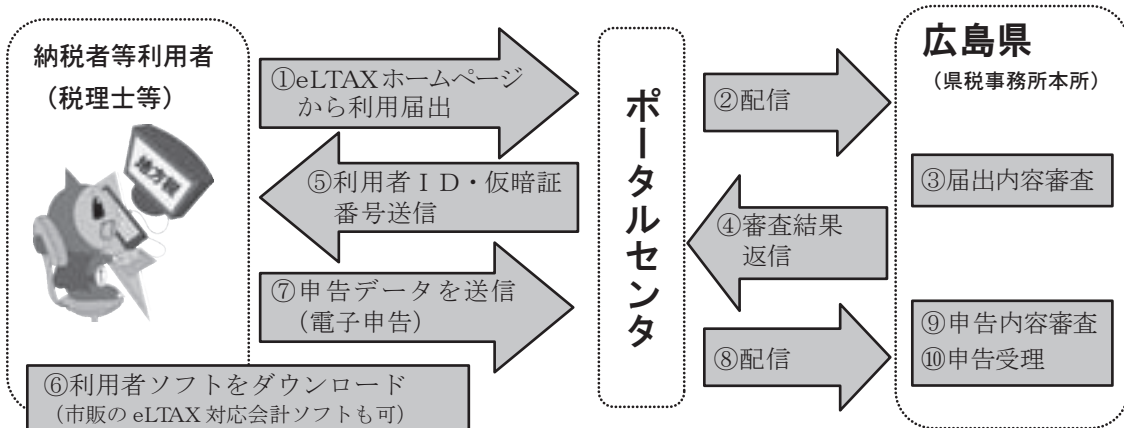 納税者等利用者
（税理士等）
地方税
①eLTAXホームページ
から利用届出
⑤利用者ＩＤ・仮暗証
番号送信
⑦申告データを送信
（電子申告）
⑥利用者ソフトをダウンロード
（市販の eLTAX 対応会計ソフトも可）
ポータルセンタ
②配信
④審査結果
返信
⑧配信
広島県
（県税事務所本所）
③届出内容審査
⑨申告内容審査
⑩申告受理